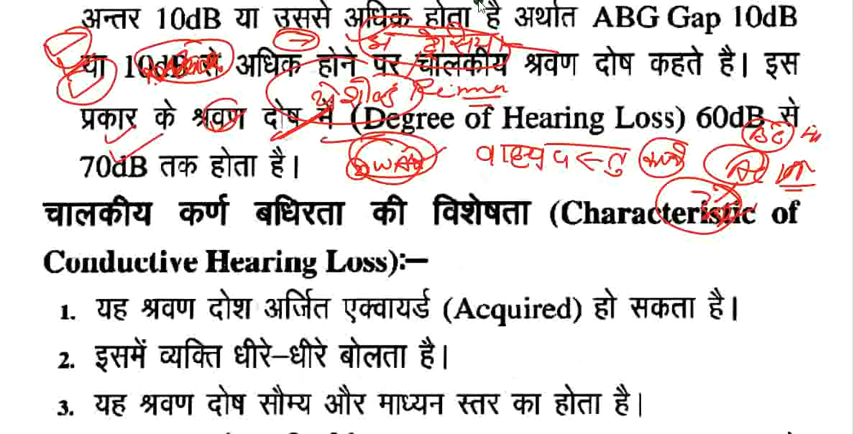 अन्तर 10dB या उससे अधिक होता है अर्थात ABG Gap 10dB
या 10dB से अधिक होने पर चालकीय श्रवण दोष कहते है। इस
प्रकार के श्रवण दोष में (Degree of Hearing Loss) 60dB से
70dB तक होता है।
वाह्य वस्तु
चालकीय कर्ण बधिरता की विशेषता (Characteristic of
Conductive Hearing Loss):–
1. यह श्रवण दोश अर्जित एक्वायर्ड (Acquired) हो सकता है।
2. इसमें व्यक्ति धीरे–धीरे बोलता है।
3. यह श्रवण दोष सौम्य और माध्यन स्तर का होता है।